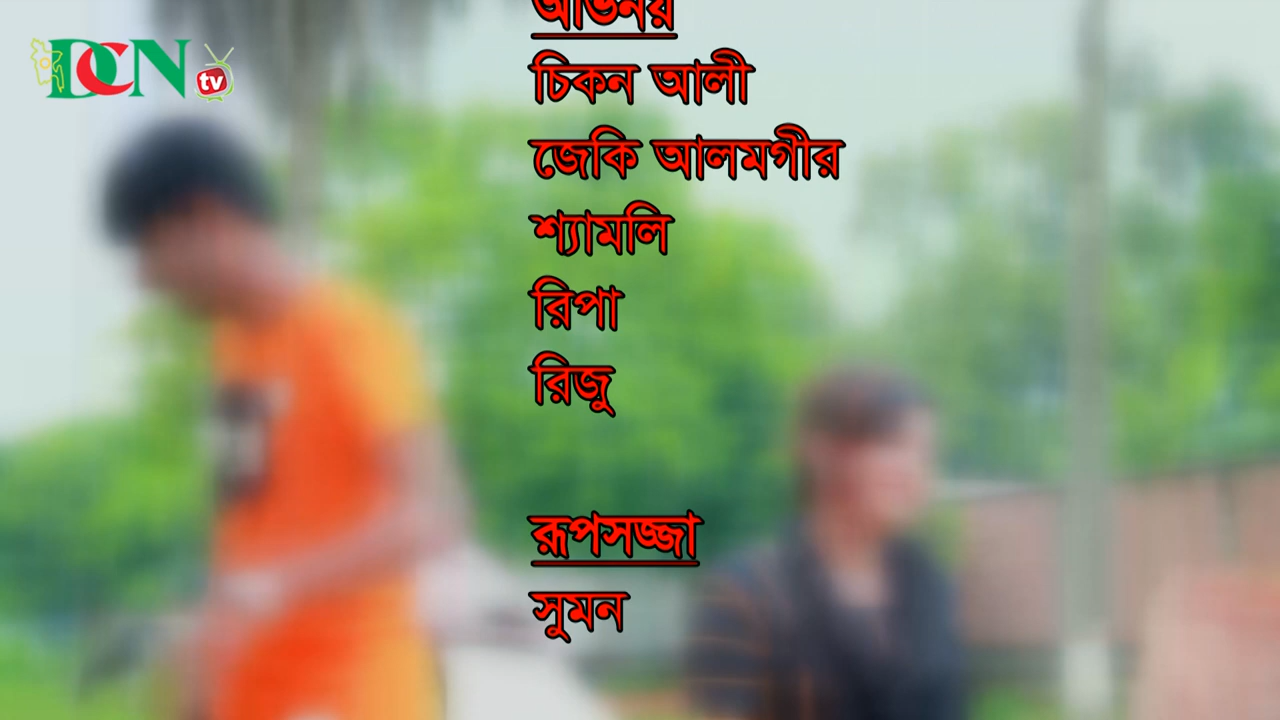 DCN tv
অভিনয়
চিকন আলী
জেকি আলমগীর
শ্যামলি
রিপা
রিজু
রূপসজ্জা
সুমন